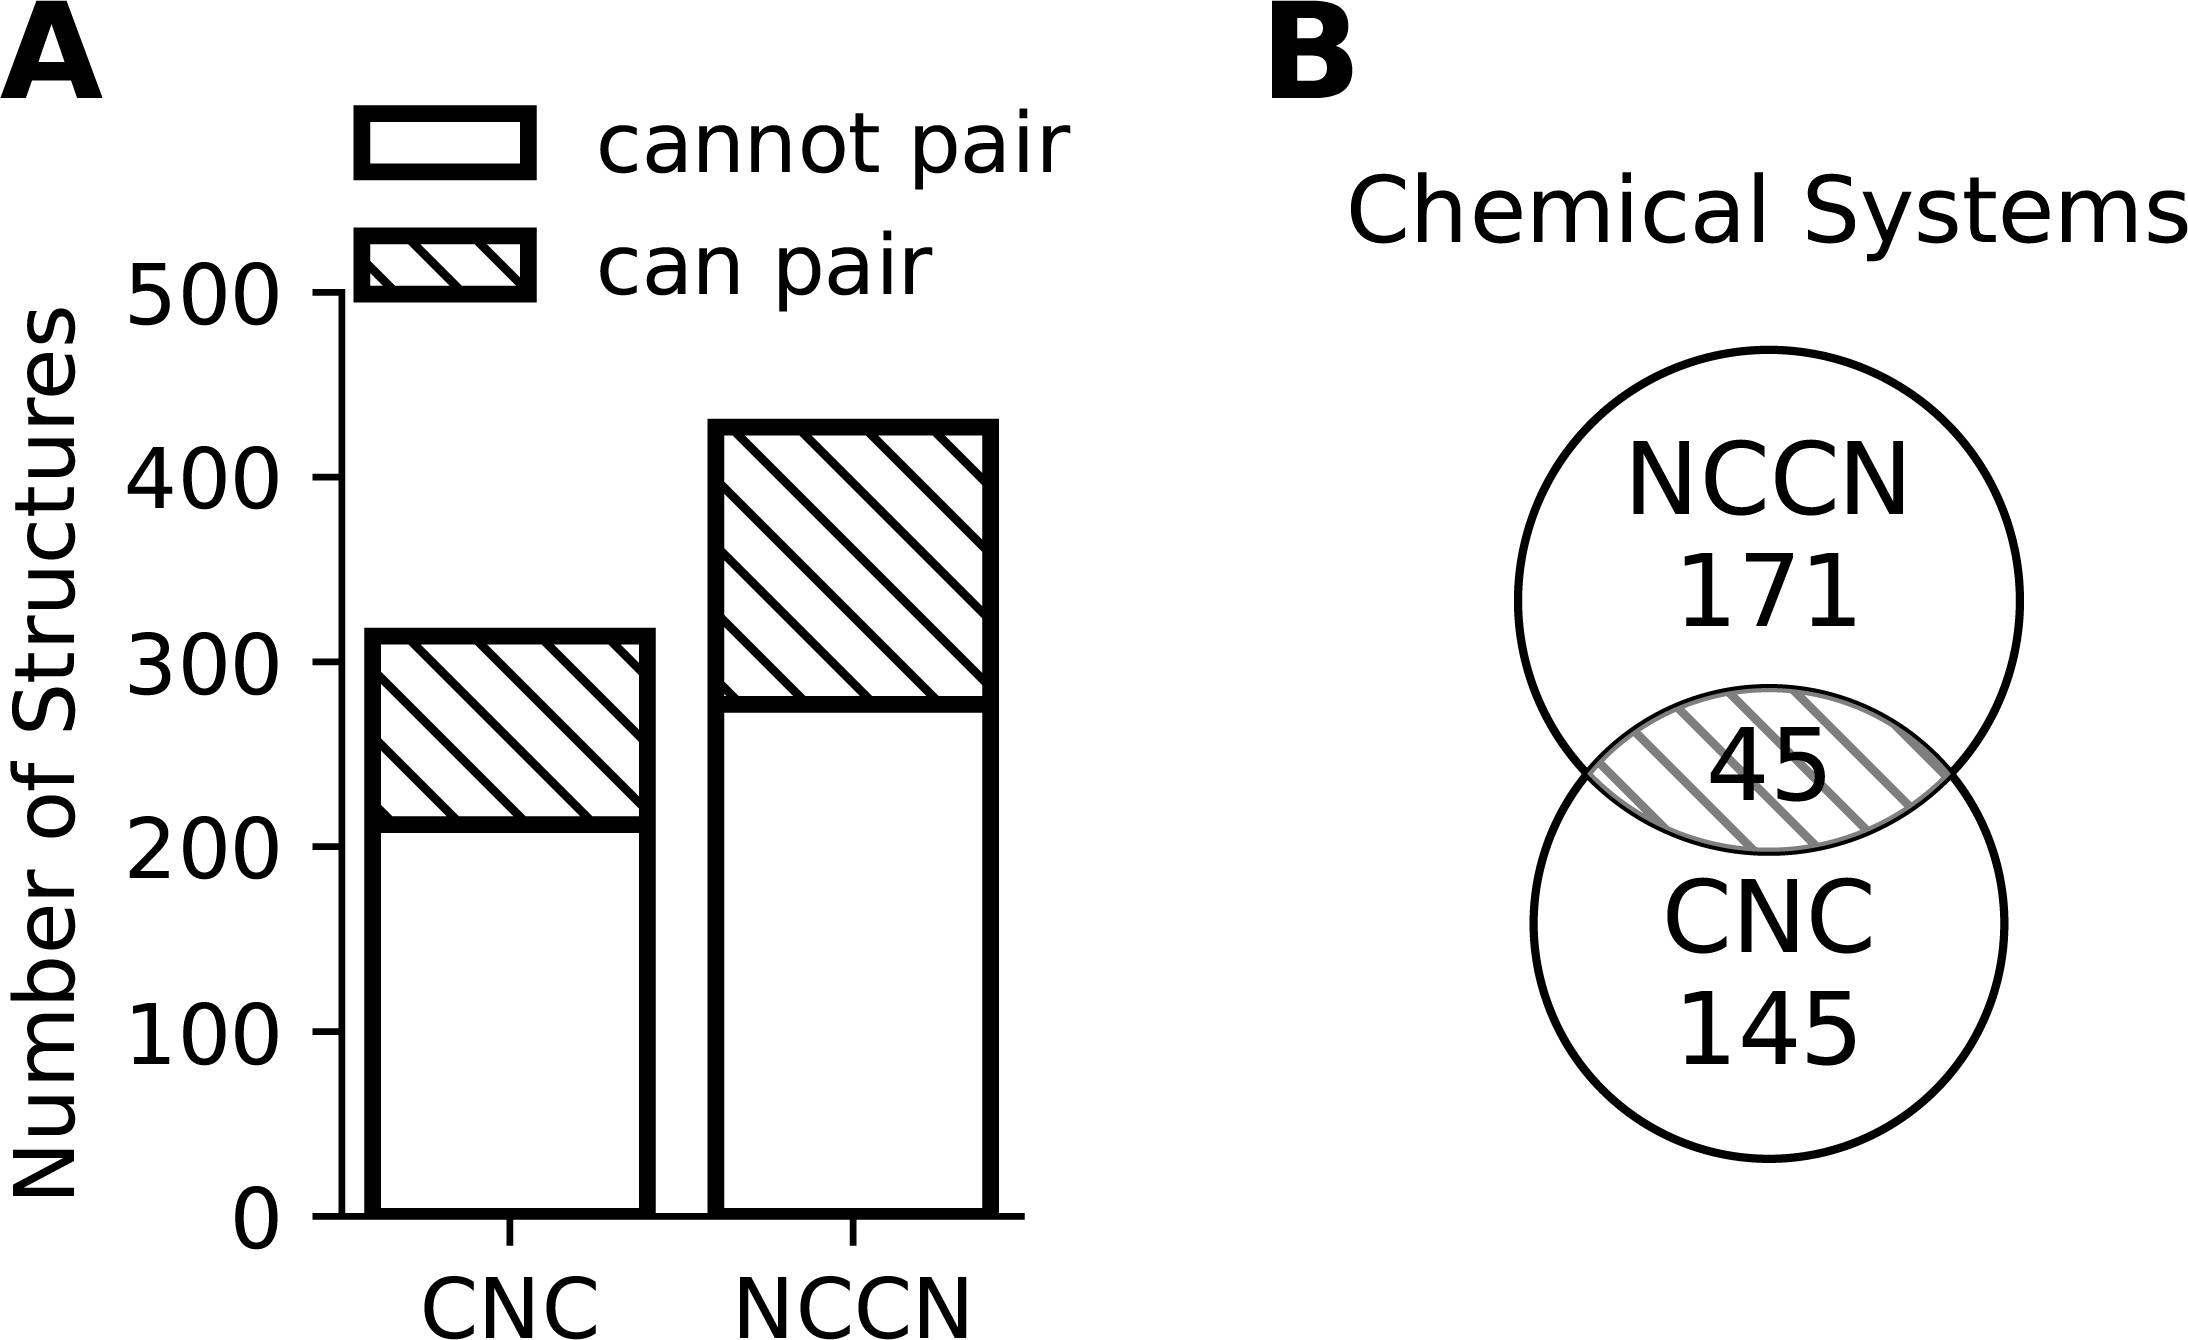 A
cannot pair
can pair
Number of Structures
500
400
300
200
100
0
CNC
NCCN
B
Chemical Systems
NCCN
171
45
CNC
145